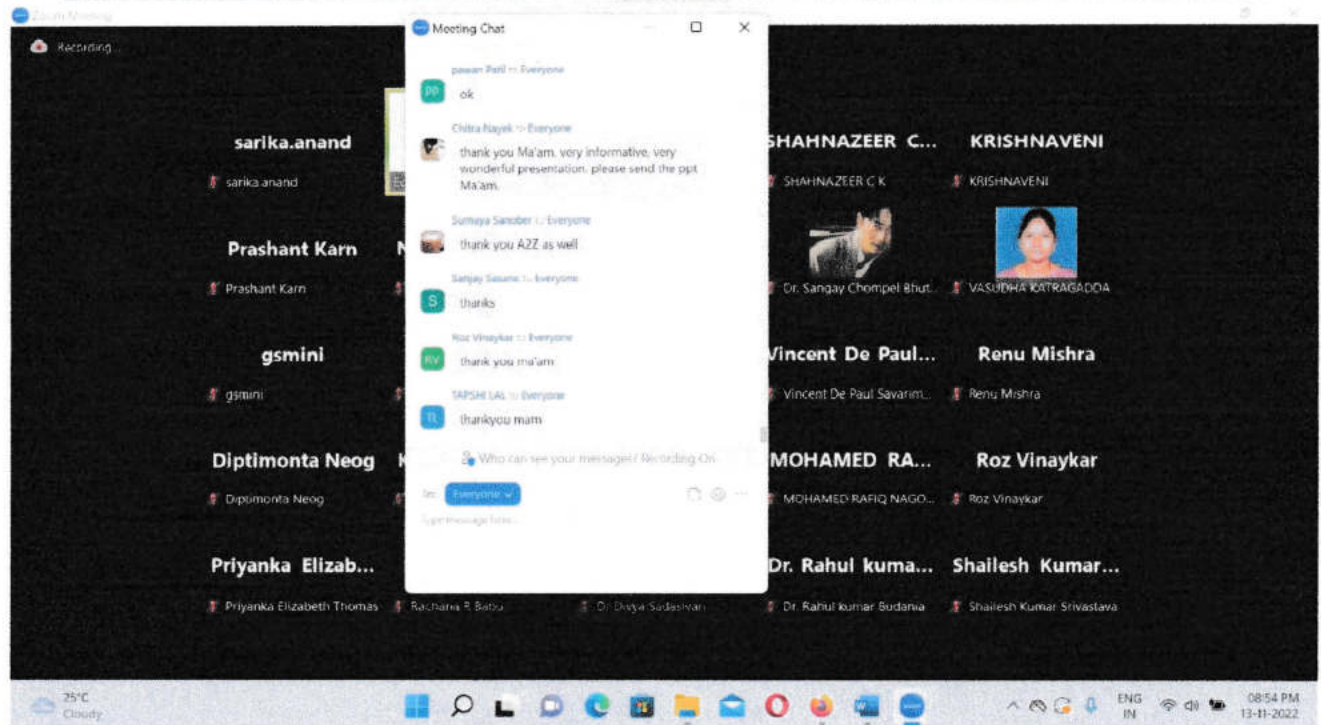 Zoom Meeting
Recording...
Meeting Chat
pawan Patil to Everyone
PP
ok
Chitra Nayek to Everyone
thank you Ma'am. very informative, very
wonderful presentation. please send the ppt
Ma'am.
Sumaya Sanober to Everyone
thank you A2Z as well
Sanjay Sasane to Everyone
S
thanks
Roz Vinaykar to Everyone
RV
thank you ma'am
TAPSHI LAL to Everyone
TL
thankyou mam
Who can see your messages? Recording On
To: Everyone
Type message here...
sarika.anand
SHAHNAZEER C...
KRISHNAVENI
sarika.anand
SHAHNAZEER C K
KRISHNAVENI
Prashant Karn
N
Prashant Karn
Dr. Sangay Chompel Bhut...
VASUDHA KATRAGADDA
gsmini
Vincent De Paul...
Renu Mishra
gsmini
Vincent De Paul Savarim...
Renu Mishra
Diptimonta Neog
K
MOHAMED RA...
Roz Vinaykar
Diptimonta Neog
MOHAMED RAFIQ NAGO...
Roz Vinaykar
Priyanka Elizab...
Dr. Rahul kuma...
Shailesh Kumar...
Priyanka Elizabeth Thomas
Rachana R Babu
Dr Divya Sadasivan
Dr. Rahul kumar Budania
Shailesh Kumar Srivastava
25°C
Cloudy
ENG
IN
08:54 PM
13-11-2022